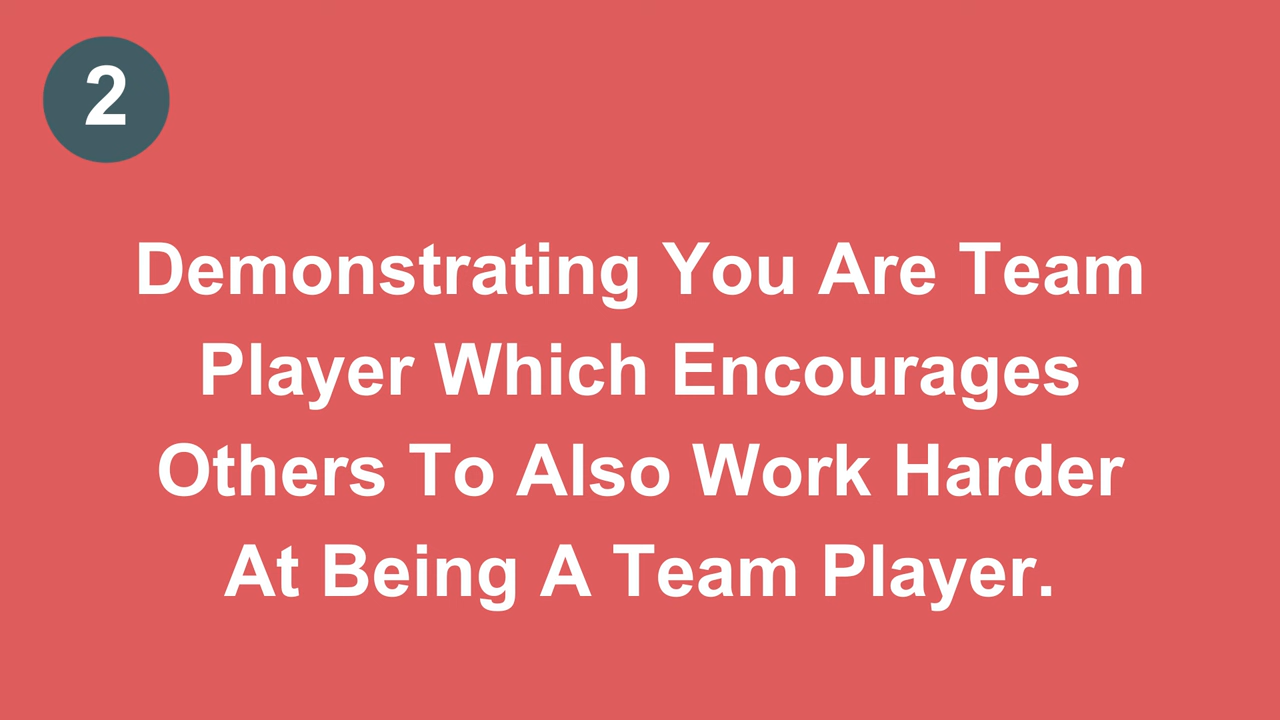 2
Demonstrating You Are Team
Player Which Encourages
Others To Also Work Harder
At Being A Team Player.